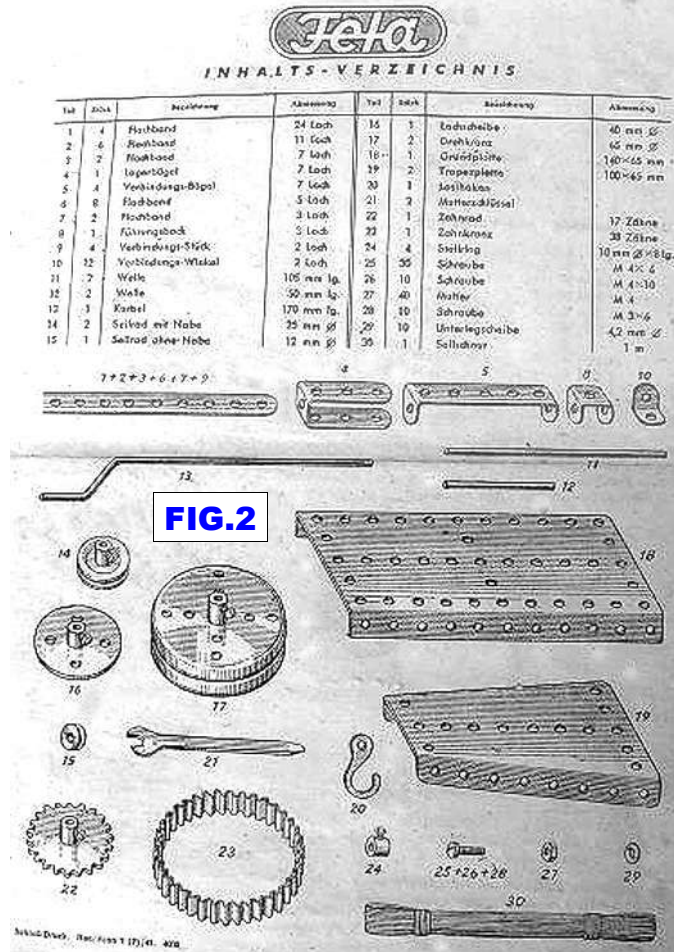 Feta
INHALTS-VERZEICHNIS
Teil Stück Bezeichnung Abmessung Teil Stück Bezeichnung Abmessung
1 4 Flachband 24 Loch 16 1 Lochscheibe 40 mm Ø
2 6 Flachband 11 Loch 17 2 Drehkranz 65 mm Ø
3 2 Flachband 7 Loch 18 1 Grundplatte 160×65 mm
4 1 Lagerbügel 7 Loch 19 2 Trapezplatte 100×65 mm
5 4 Verbindungs-Bügel 7 Loch 20 1 Lasthaken
6 8 Flachband 5 Loch 21 2 Mutterschlüssel
7 2 Flachband 3 Loch 22 1 Zahnrad 17 Zähne
8 1 Führungsbock 3 Loch 23 1 Zahnkranz 38 Zähne
9 4 Verbindungs-Stück 2 Loch 24 4 Stellring 10 mm Ø × 8 lg.
10 12 Verbindungs-Winkel 2 Loch 25 30 Schraube M 4×6
11 2 Welle 105 mm lg. 26 10 Schraube M 4×10
12 2 Welle 50 mm lg. 27 40 Mutter M 4
13 1 Kurbel 170 mm lg. 28 10 Schraube M 3×6
14 2 Seilrad mit Nabe 25 mm Ø 29 10 Unterlegscheibe 4,2 mm Ø
15 1 Seilrad ohne Nabe 12 mm Ø 30 1 Seilschnur 1 m
1+2+3+6+7+9
4
5
8
10
13
11
12
FIG.2
14
18
16
17
15
21
19
20
22
23
24
25+26+28
27
29
30